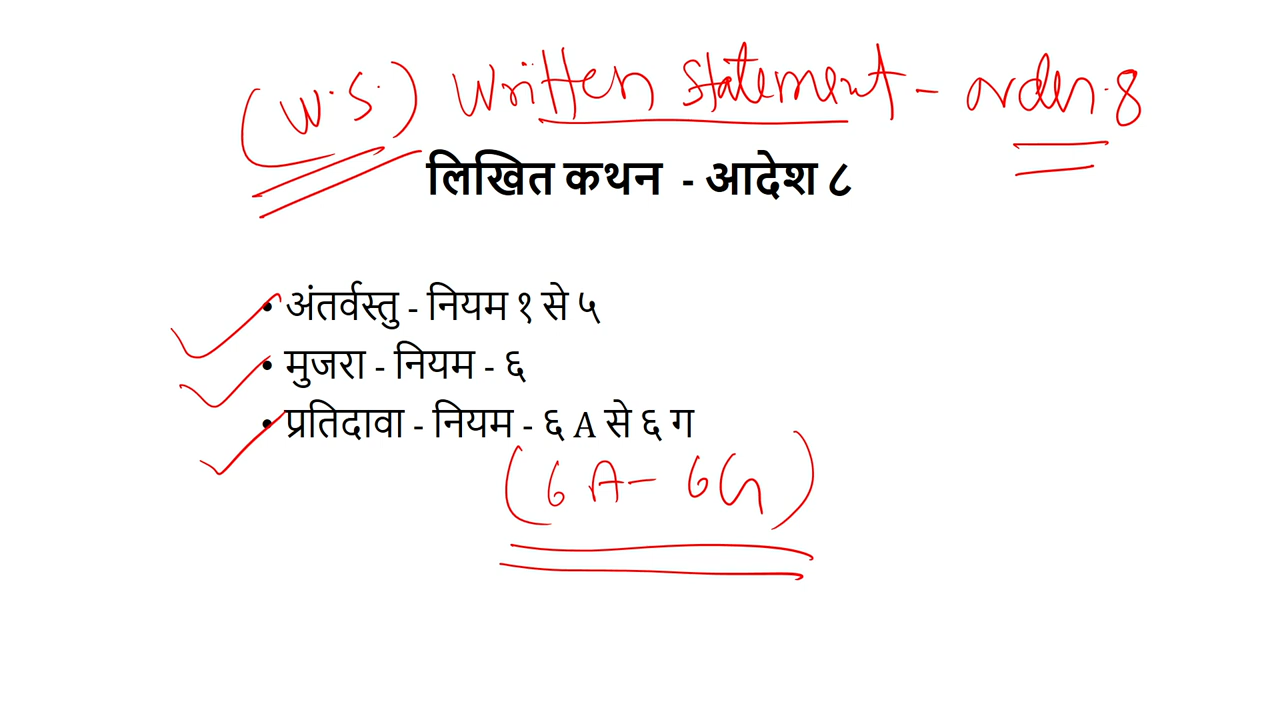 (W.S.) Written Statement - order.8
लिखित कथन - आदेश ८
• अंतर्वस्तु - नियम १ से ५
• मुजरा - नियम - ६
• प्रतिदावा - नियम - ६ A से ६ ग
(6 A - 6G)